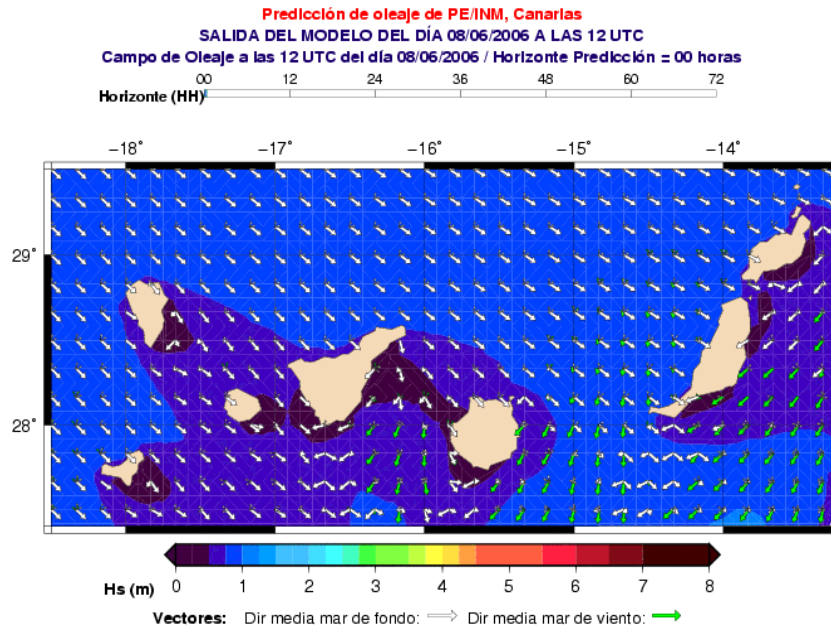 Predicción de oleaje de PE/INM, Canarias
SALIDA DEL MODELO DEL DÍA 08/06/2006 A LAS 12 UTC
Campo de Oleaje a las 12 UTC del día 08/06/2006 / Horizonte Predicción = 00 horas
00 12 24 36 48 60 72
Horizonte (HH)
−18° −17° −16° −15° −14°
29°
28°
0 1 2 3 4 5 6 7 8
Hs (m)
Vectores: Dir media mar de fondo: Dir media mar de viento: